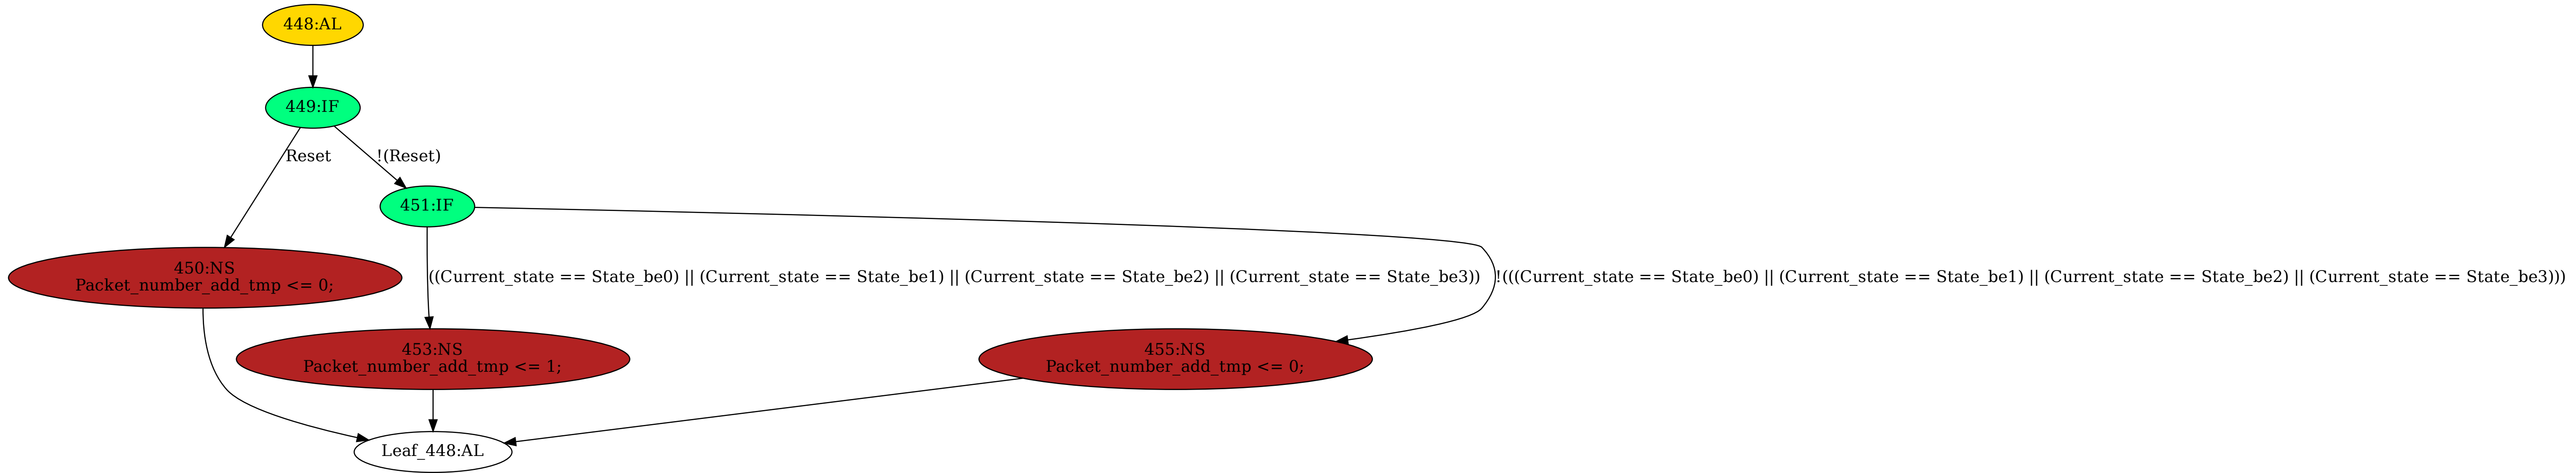 448:AL
449:IF
Reset
!(Reset)
451:IF
450:NS
Packet_number_add_tmp <= 0;
((Current_state == State_be0) || (Current_state == State_be1) || (Current_state == State_be2) || (Current_state == State_be3))
!(((Current_state == State_be0) || (Current_state == State_be1) || (Current_state == State_be2) || (Current_state == State_be3)))
453:NS
Packet_number_add_tmp <= 1;
455:NS
Packet_number_add_tmp <= 0;
Leaf_448:AL